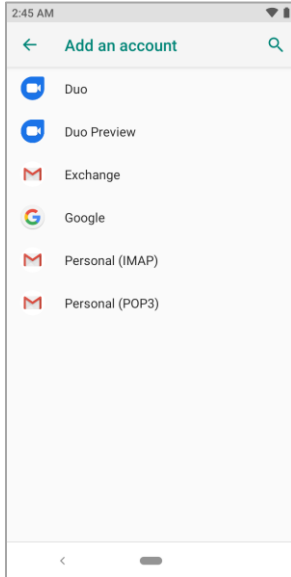 2:45 AM
Add an account
Duo
Duo Preview
Exchange
Google
Personal (IMAP)
Personal (POP3)